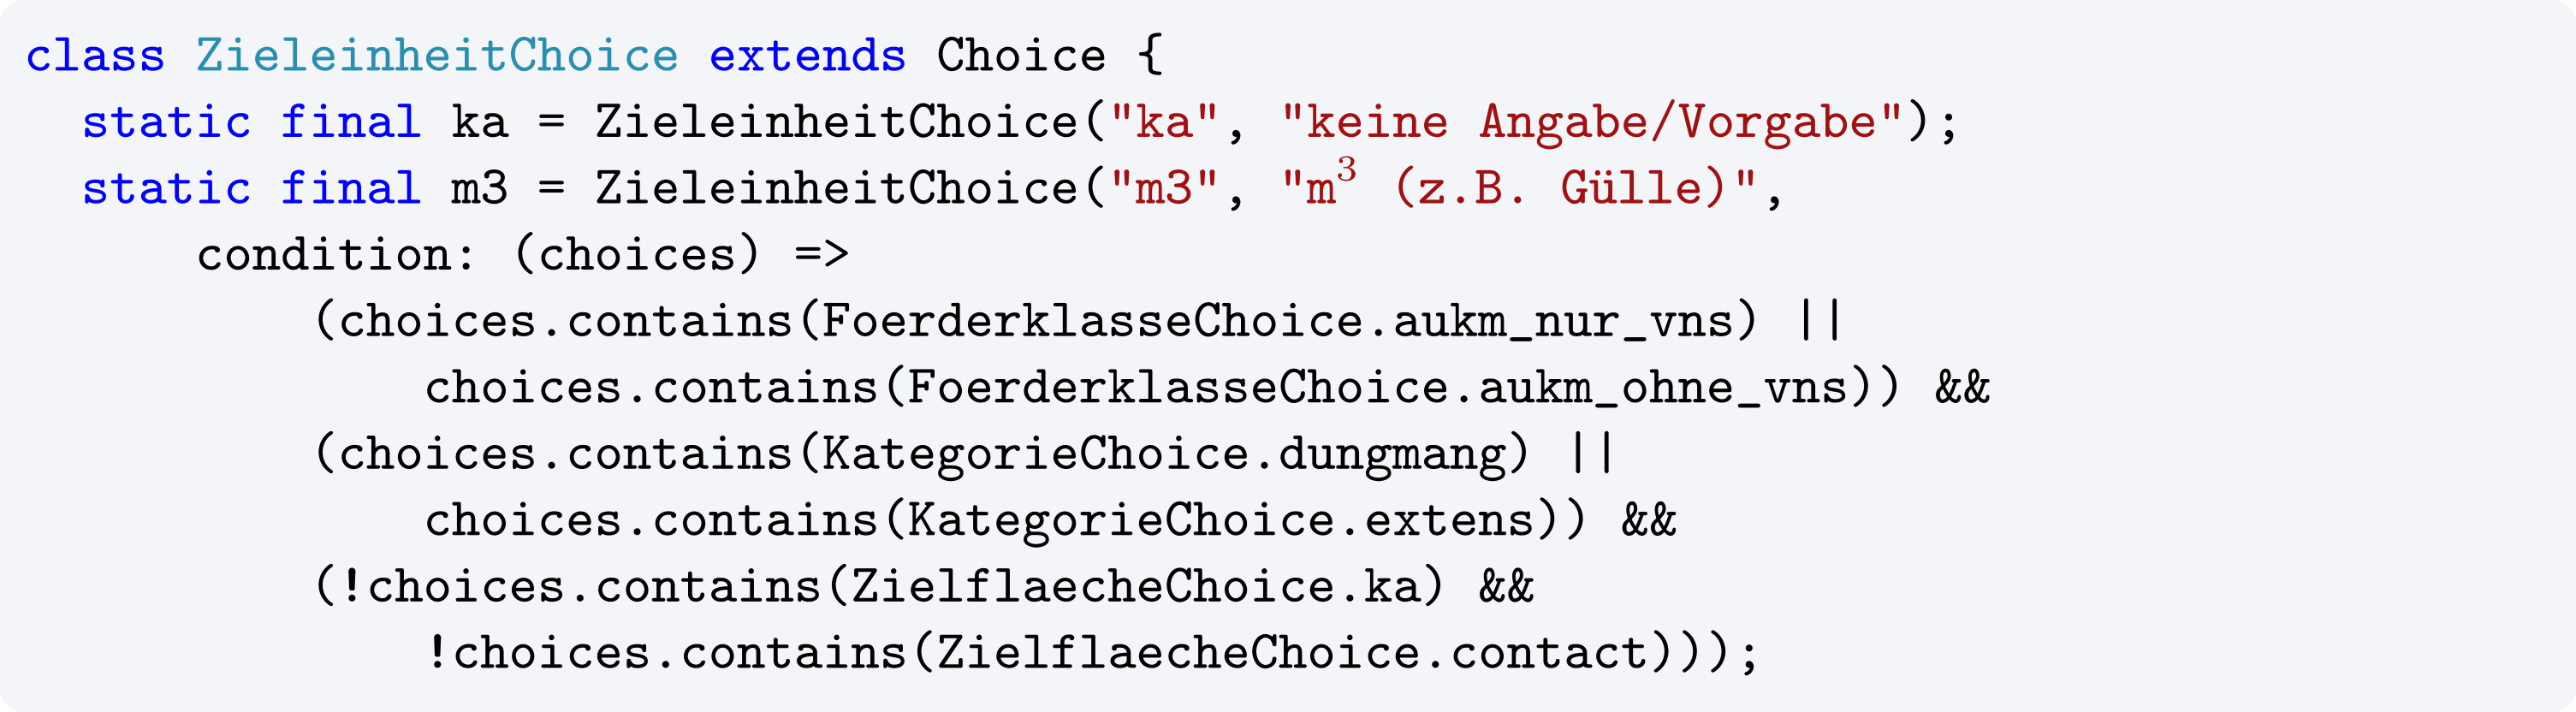 class ZieleinheitChoice extends Choice {
  static final ka = ZieleinheitChoice("ka", "keine Angabe/Vorgabe");
  static final m3 = ZieleinheitChoice("m3", "m³ (z.B. Gülle)",
      condition: (choices) =>
          (choices.contains(FoerderklasseChoice.aukm_nur_vns) ||
              choices.contains(FoerderklasseChoice.aukm_ohne_vns)) &&
          (choices.contains(KategorieChoice.dungmang) ||
              choices.contains(KategorieChoice.extens)) &&
          (!choices.contains(ZielflaecheChoice.ka) &&
              !choices.contains(ZielflaecheChoice.contact)));